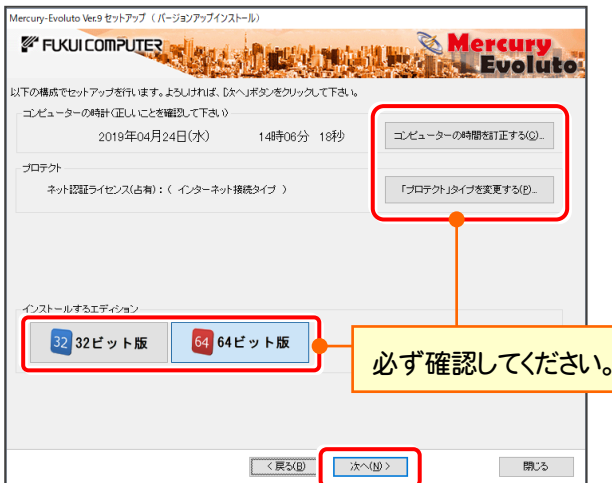 Mercury-Evoluto Ver.9 セットアップ（バージョンアップインストール）
FUKUI COMPUTER
Mercury
Evoluto
以下の構成でセットアップを行います。よろしければ、[次へ]ボタンをクリックして下さい。
コンピューターの時計(正しいことを確認して下さい)
2019年04月24日(水) 14時06分 18秒
コンピューターの時間を訂正する(C)...
プロテクト
ネット認証ライセンス(占有)：( インターネット接続タイプ )
「プロテクト」タイプを変更する(P)...
インストールするエディション
32 32ビット版
64 64ビット版
必ず確認してください。
< 戻る(B)
次へ(N) >
閉じる